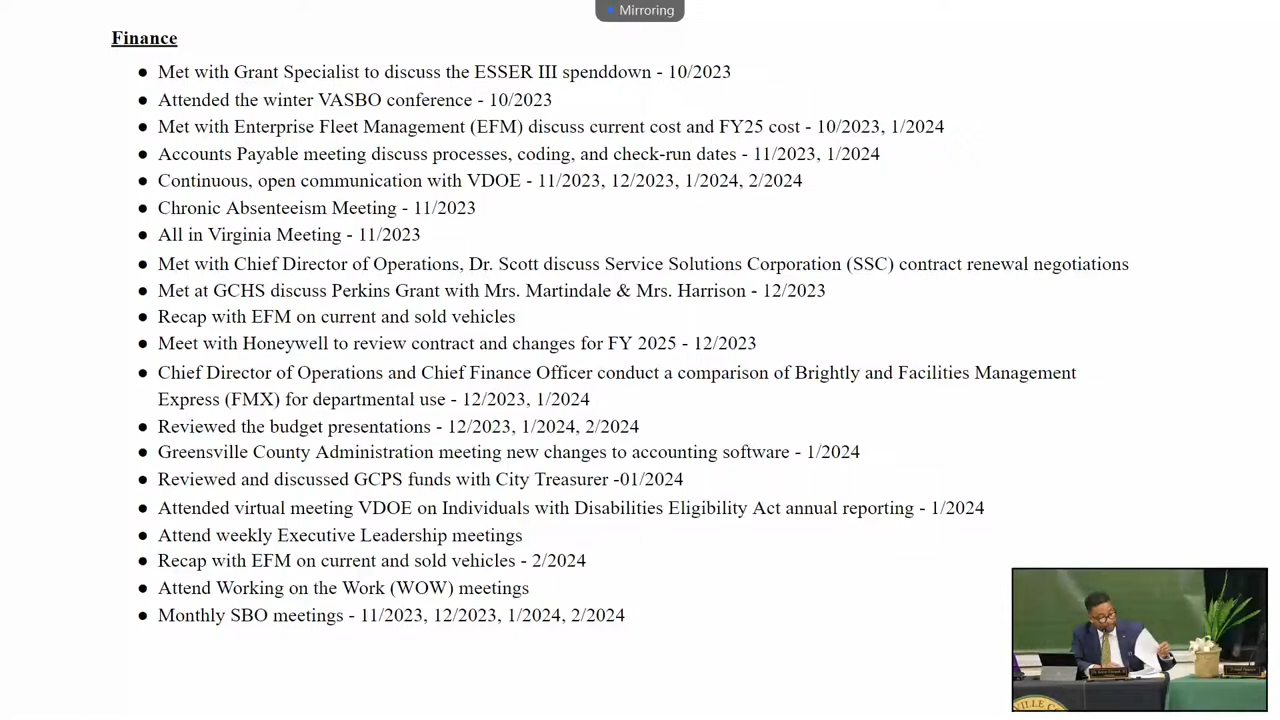 Mirroring
Finance
● Met with Grant Specialist to discuss the ESSER III spenddown - 10/2023
● Attended the winter VASBO conference - 10/2023
● Met with Enterprise Fleet Management (EFM) discuss current cost and FY25 cost - 10/2023, 1/2024
● Accounts Payable meeting discuss processes, coding, and check-run dates - 11/2023, 1/2024
● Continuous, open communication with VDOE - 11/2023, 12/2023, 1/2024, 2/2024
● Chronic Absenteeism Meeting - 11/2023
● All in Virginia Meeting - 11/2023
● Met with Chief Director of Operations, Dr. Scott discuss Service Solutions Corporation (SSC) contract renewal negotiations
● Met at GCHS discuss Perkins Grant with Mrs. Martindale & Mrs. Harrison - 12/2023
● Recap with EFM on current and sold vehicles
● Meet with Honeywell to review contract and changes for FY 2025 - 12/2023
● Chief Director of Operations and Chief Finance Officer conduct a comparison of Brightly and Facilities Management
Express (FMX) for departmental use - 12/2023, 1/2024
● Reviewed the budget presentations - 12/2023, 1/2024, 2/2024
● Greensville County Administration meeting new changes to accounting software - 1/2024
● Reviewed and discussed GCPS funds with City Treasurer -01/2024
● Attended virtual meeting VDOE on Individuals with Disabilities Eligibility Act annual reporting - 1/2024
● Attend weekly Executive Leadership meetings
● Recap with EFM on current and sold vehicles - 2/2024
● Attend Working on the Work (WOW) meetings
● Monthly SBO meetings - 11/2023, 12/2023, 1/2024, 2/2024